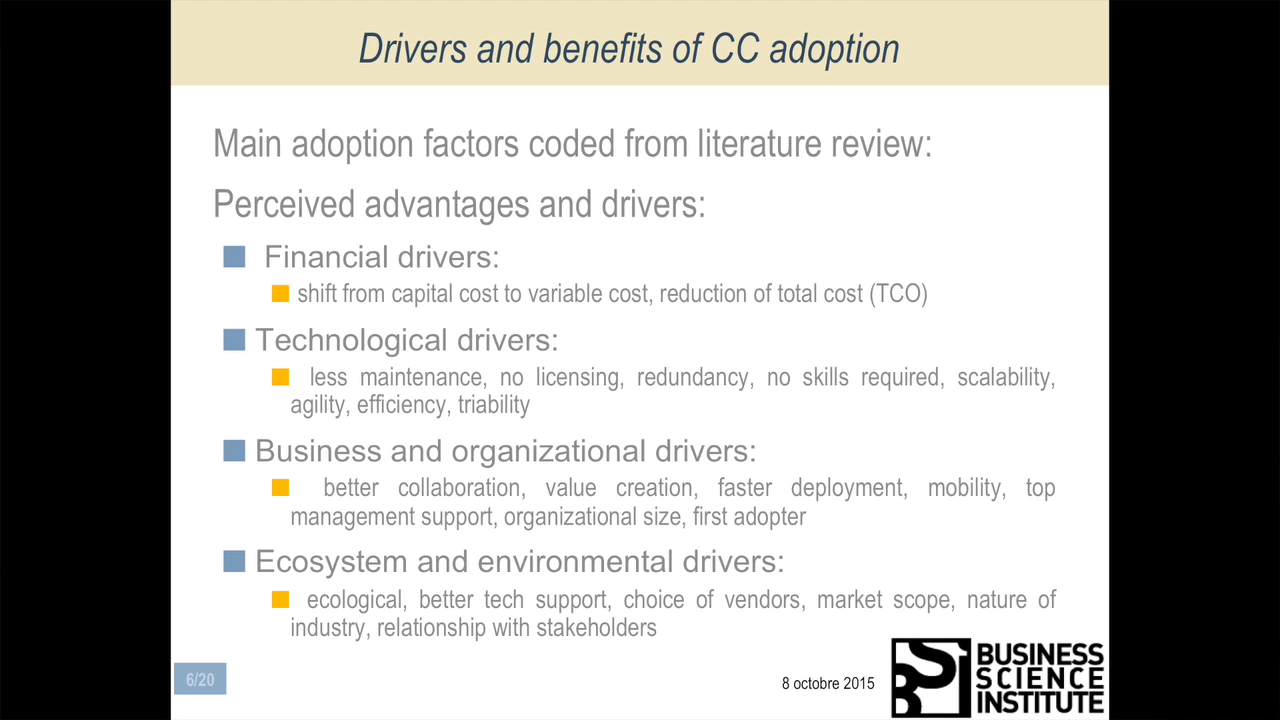 Drivers and benefits of CC adoption
Main adoption factors coded from literature review:
Perceived advantages and drivers:
Financial drivers:
shift from capital cost to variable cost, reduction of total cost (TCO)
Technological drivers:
less maintenance, no licensing, redundancy, no skills required, scalability,
agility, efficiency, triability
Business and organizational drivers:
better collaboration, value creation, faster deployment, mobility, top
management support, organizational size, first adopter
Ecosystem and environmental drivers:
ecological, better tech support, choice of vendors, market scope, nature of
industry, relationship with stakeholders
6/20
8 octobre 2015
BSi
BUSINESS
SCIENCE
INSTITUTE